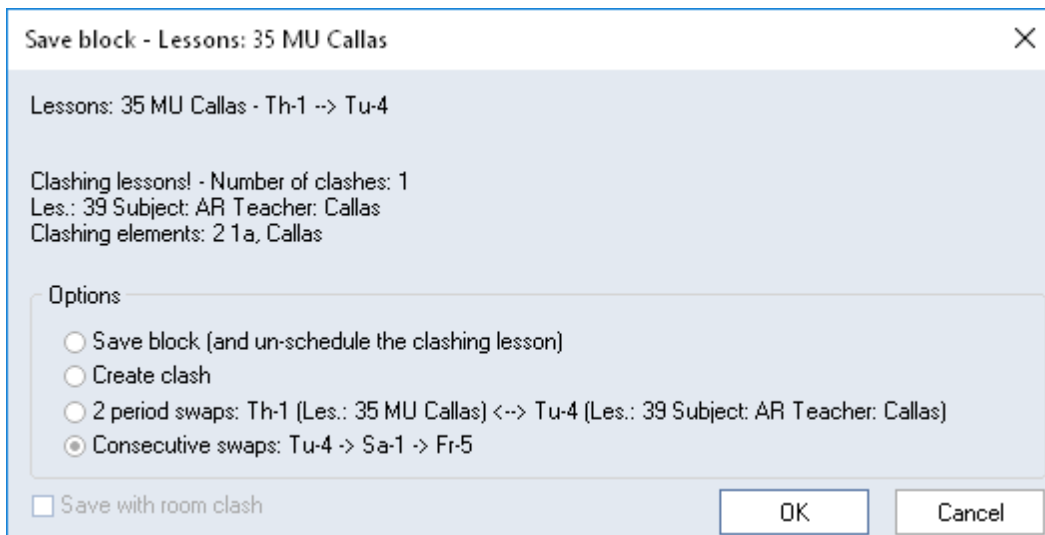 Save block - Lessons: 35 MU Callas
Lessons: 35 MU Callas - Th-1 --> Tu-4
Clashing lessons! - Number of clashes: 1
Les.: 39 Subject: AR Teacher: Callas
Clashing elements: 2 1a, Callas
Options
Save block (and un-schedule the clashing lesson)
Create clash
2 period swaps: Th-1 (Les.: 35 MU Callas) <--> Tu-4 (Les.: 39 Subject: AR Teacher: Callas)
Consecutive swaps: Tu-4 -> Sa-1 -> Fr-5
Save with room clash
OK Cancel